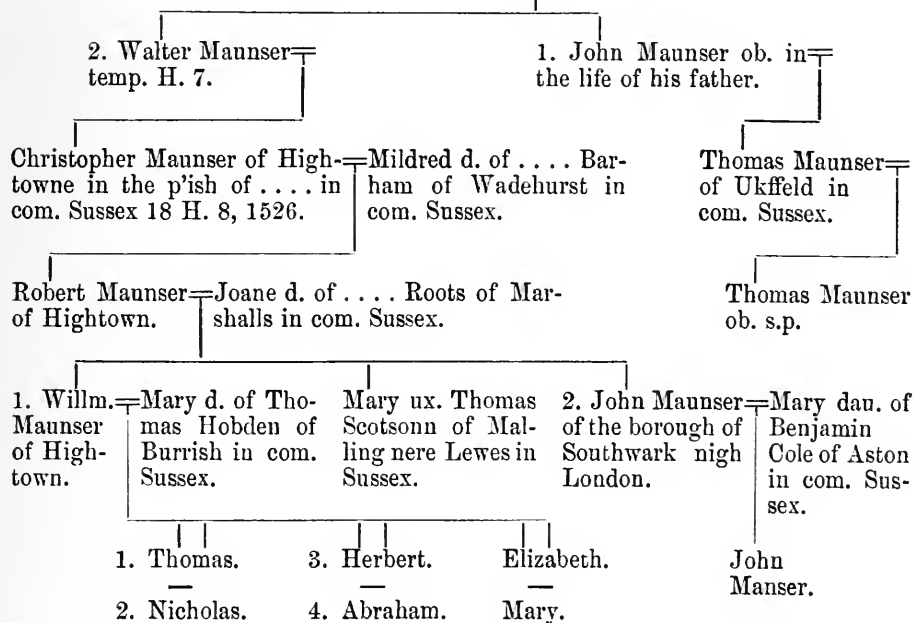 2. Walter Maunser
temp. H. 7.
1. John Maunser ob. in
the life of his father.
Christopher Maunser of High-
towne in the p'ish of .... in
com. Sussex 18 H. 8, 1526.
Mildred d. of .... Bar-
ham of Wadehurst in
com. Sussex.
Thomas Maunser
of Ukffeld in
com. Sussex.
Robert Maunser
of Hightown.
Joane d. of .... Roots of Mar-
shalls in com. Sussex.
Thomas Maunser
ob. s.p.
1. Willm.
Maunser
of High-
town.
Mary d. of Tho-
mas Hobden of
Burrish in com.
Sussex.
Mary ux. Thomas
Scotsonn of Mal-
ling nere Lewes in
Sussex.
2. John Maunser
of the borough of
Southwark nigh
London.
Mary dau. of
Benjamin
Cole of Aston
in com. Sus-
sex.
1. Thomas.
2. Nicholas.
3. Herbert.
4. Abraham.
Elizabeth.
Mary.
John
Manser.